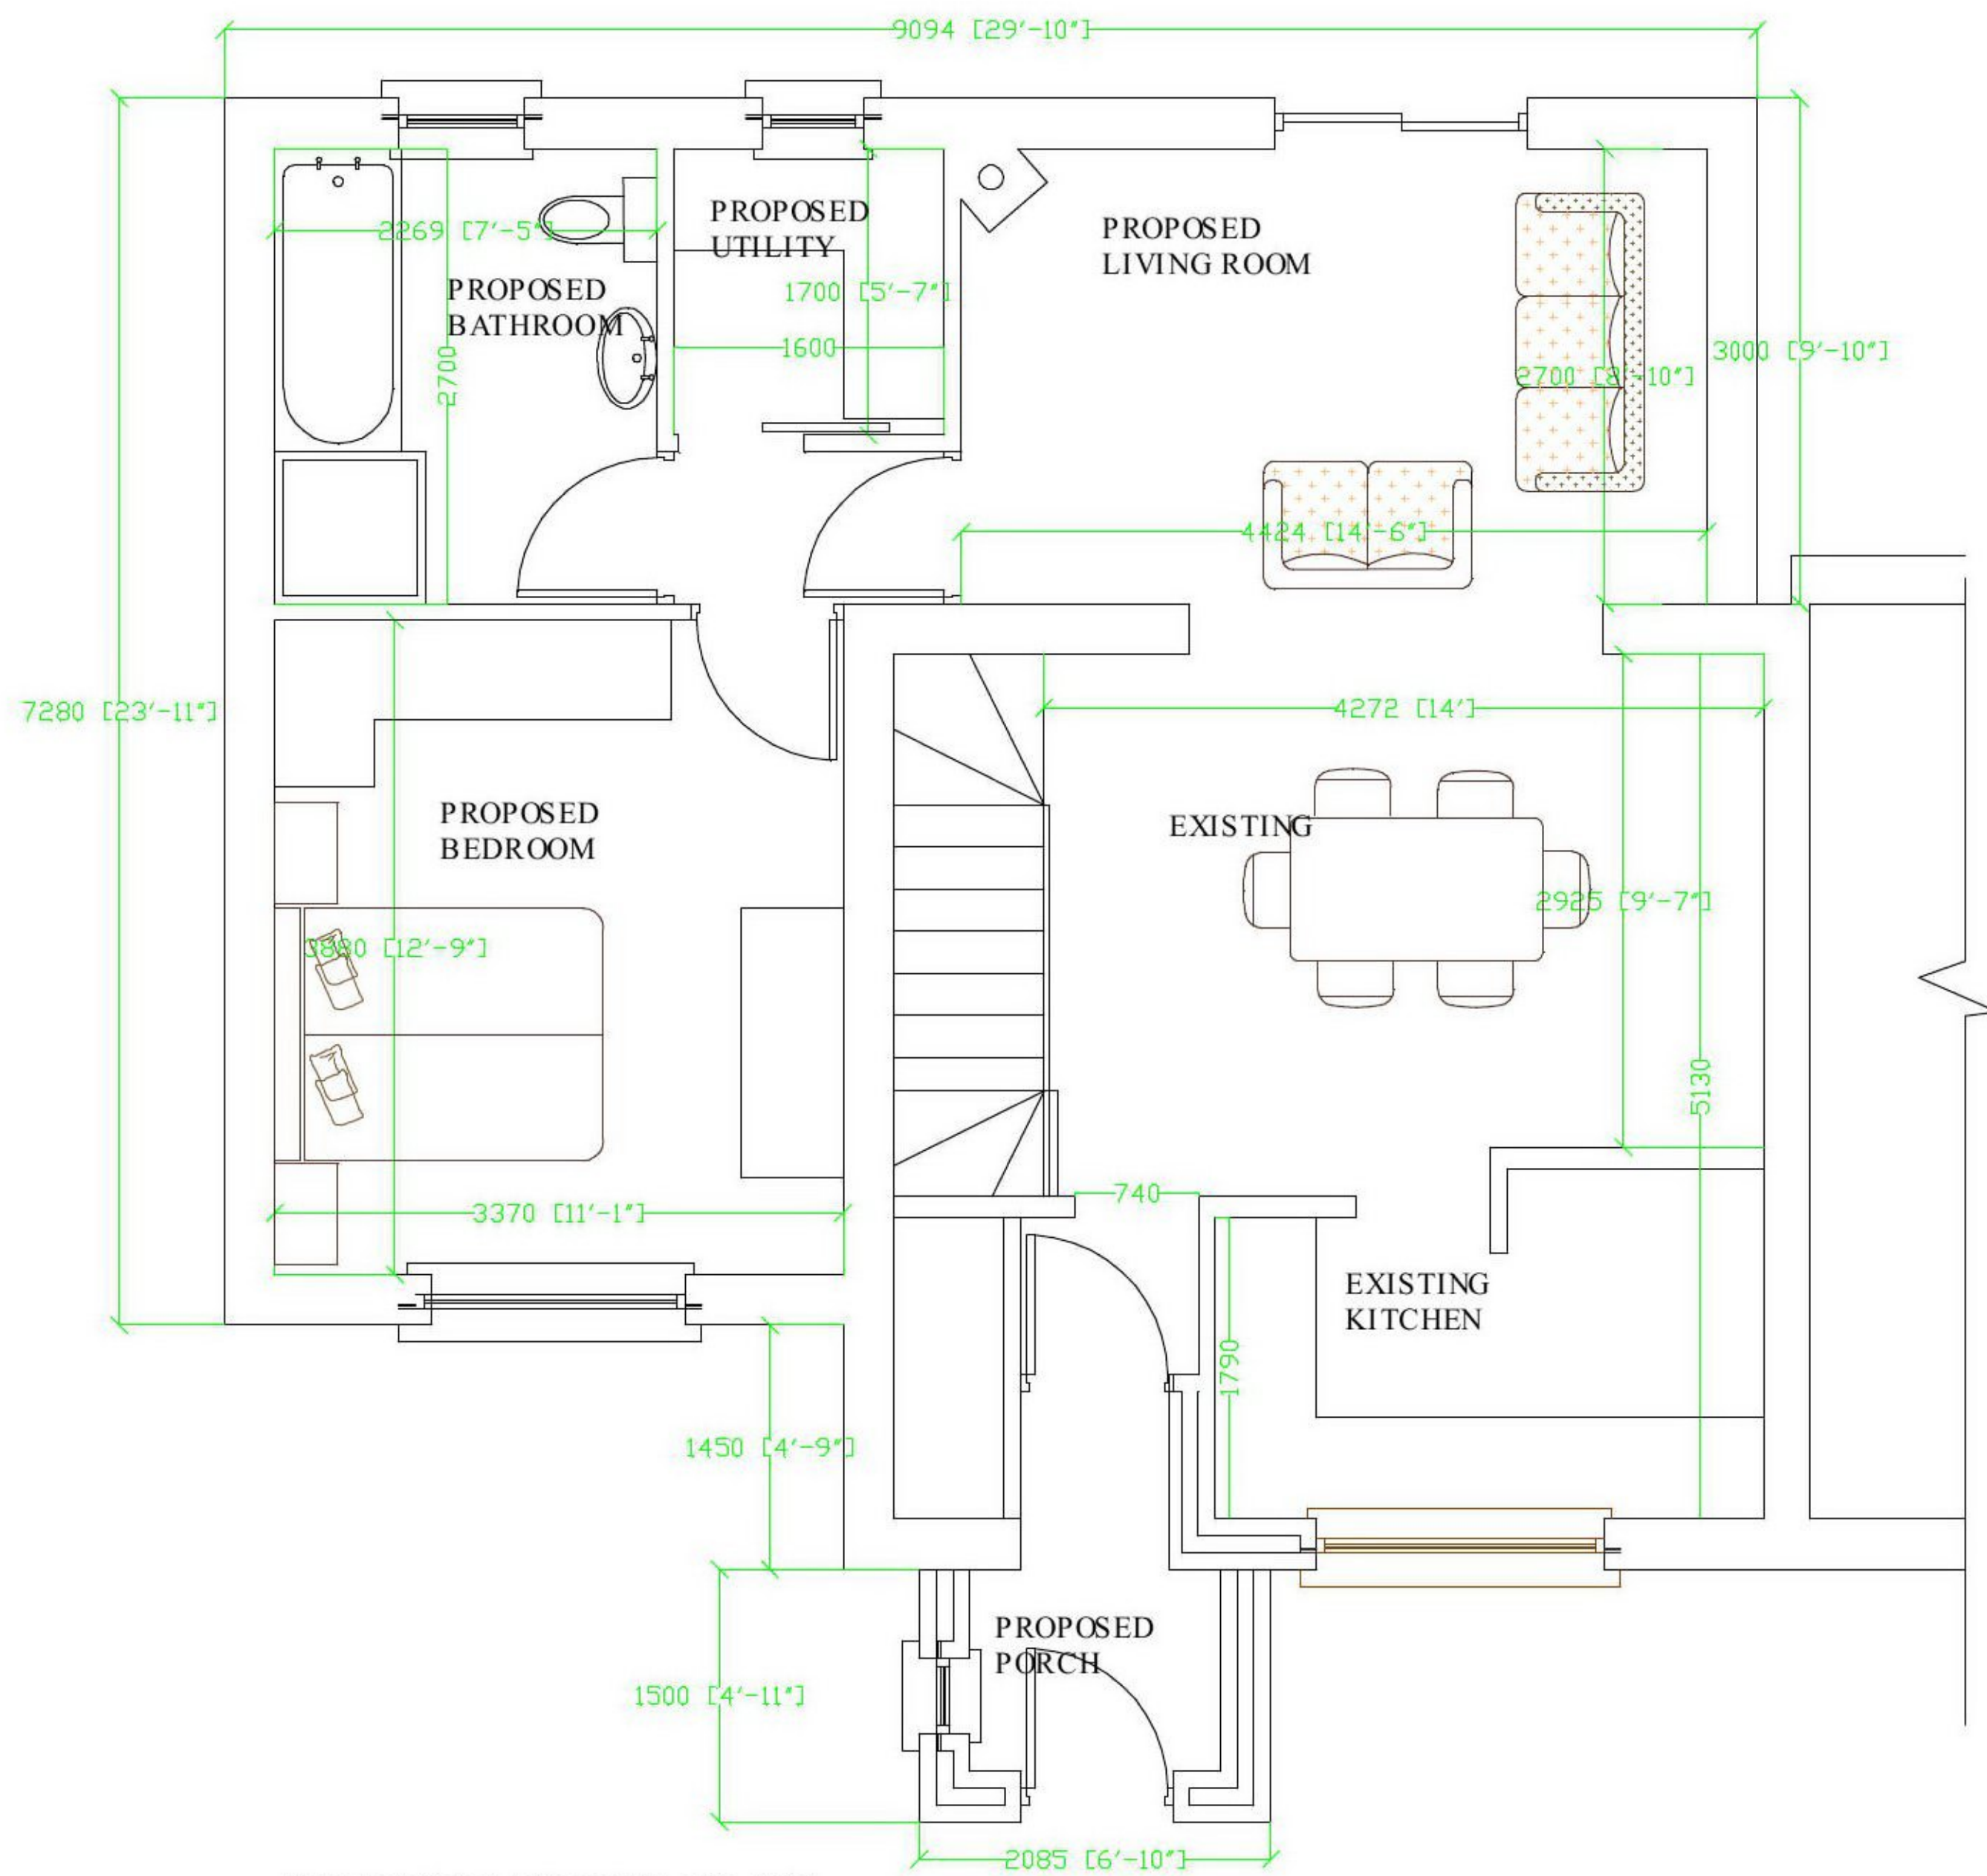 9094 [29'-10"]
PROPOSED
UTILITY
PROPOSED
LIVING ROOM
2269 [7'-5"]
PROPOSED
BATHROOM
1700 [5'-7"]
1600
2700
3000 [9'-10"]
2700 [8'-10"]
4424 [14'-6"]
7280 [23'-11"]
4272 [14']
PROPOSED
BEDROOM
EXISTING
2925 [9'-7"]
3880 [12'-9"]
5130
740
3370 [11'-1"]
EXISTING
KITCHEN
1790
1450 [4'-9"]
PROPOSED
PORCH
1500 [4'-11"]
2085 [6'-10"]